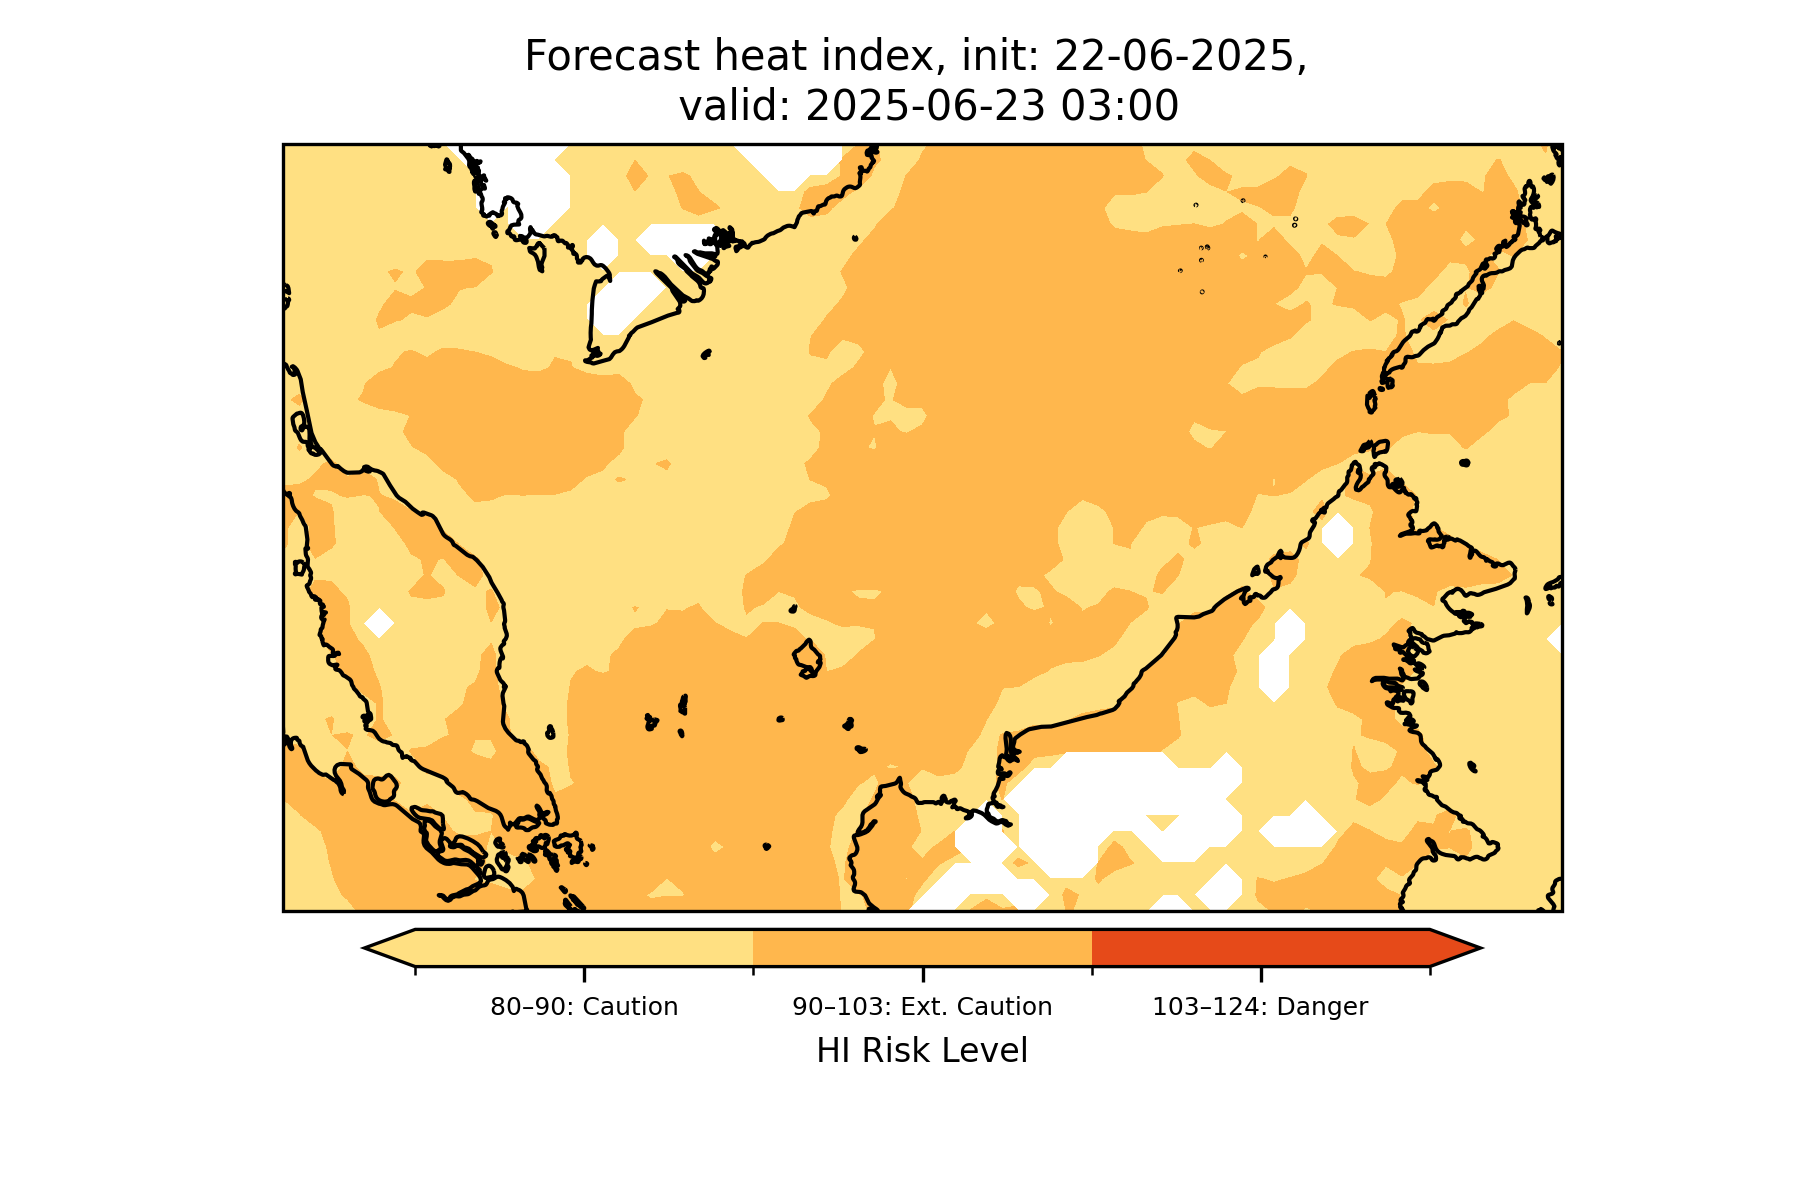 Forecast heat index, init: 22-06-2025,
valid: 2025-06-23 03:00
80–90: Caution
90–103: Ext. Caution
103–124: Danger
HI Risk Level